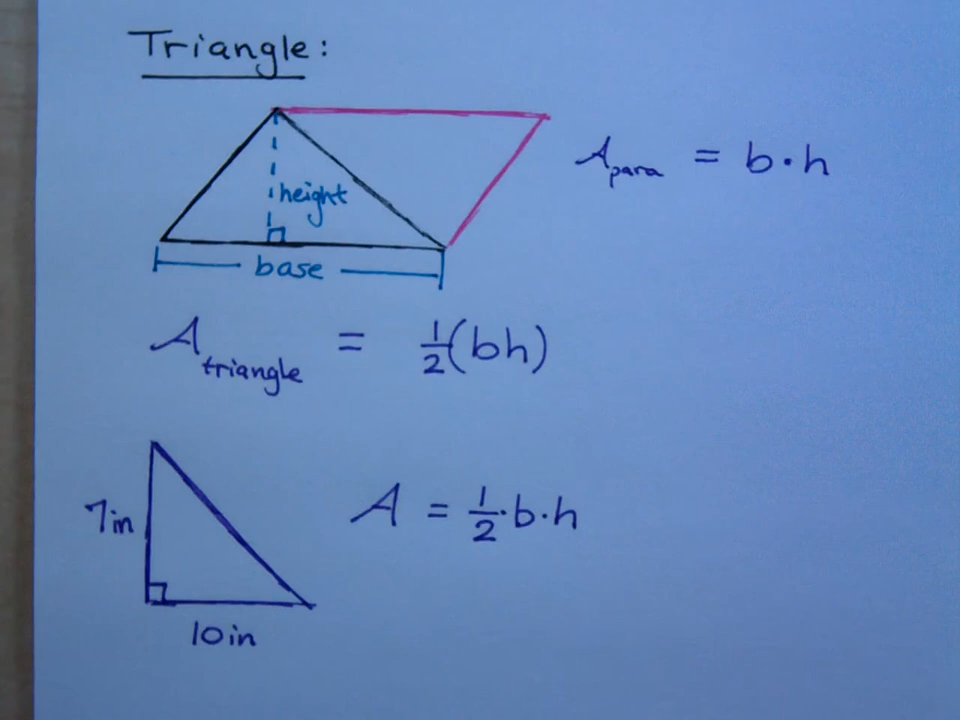 Triangle:
A para = b·h
height
base
A triangle = 1/2(bh)
7in
A = 1/2·b·h
10in